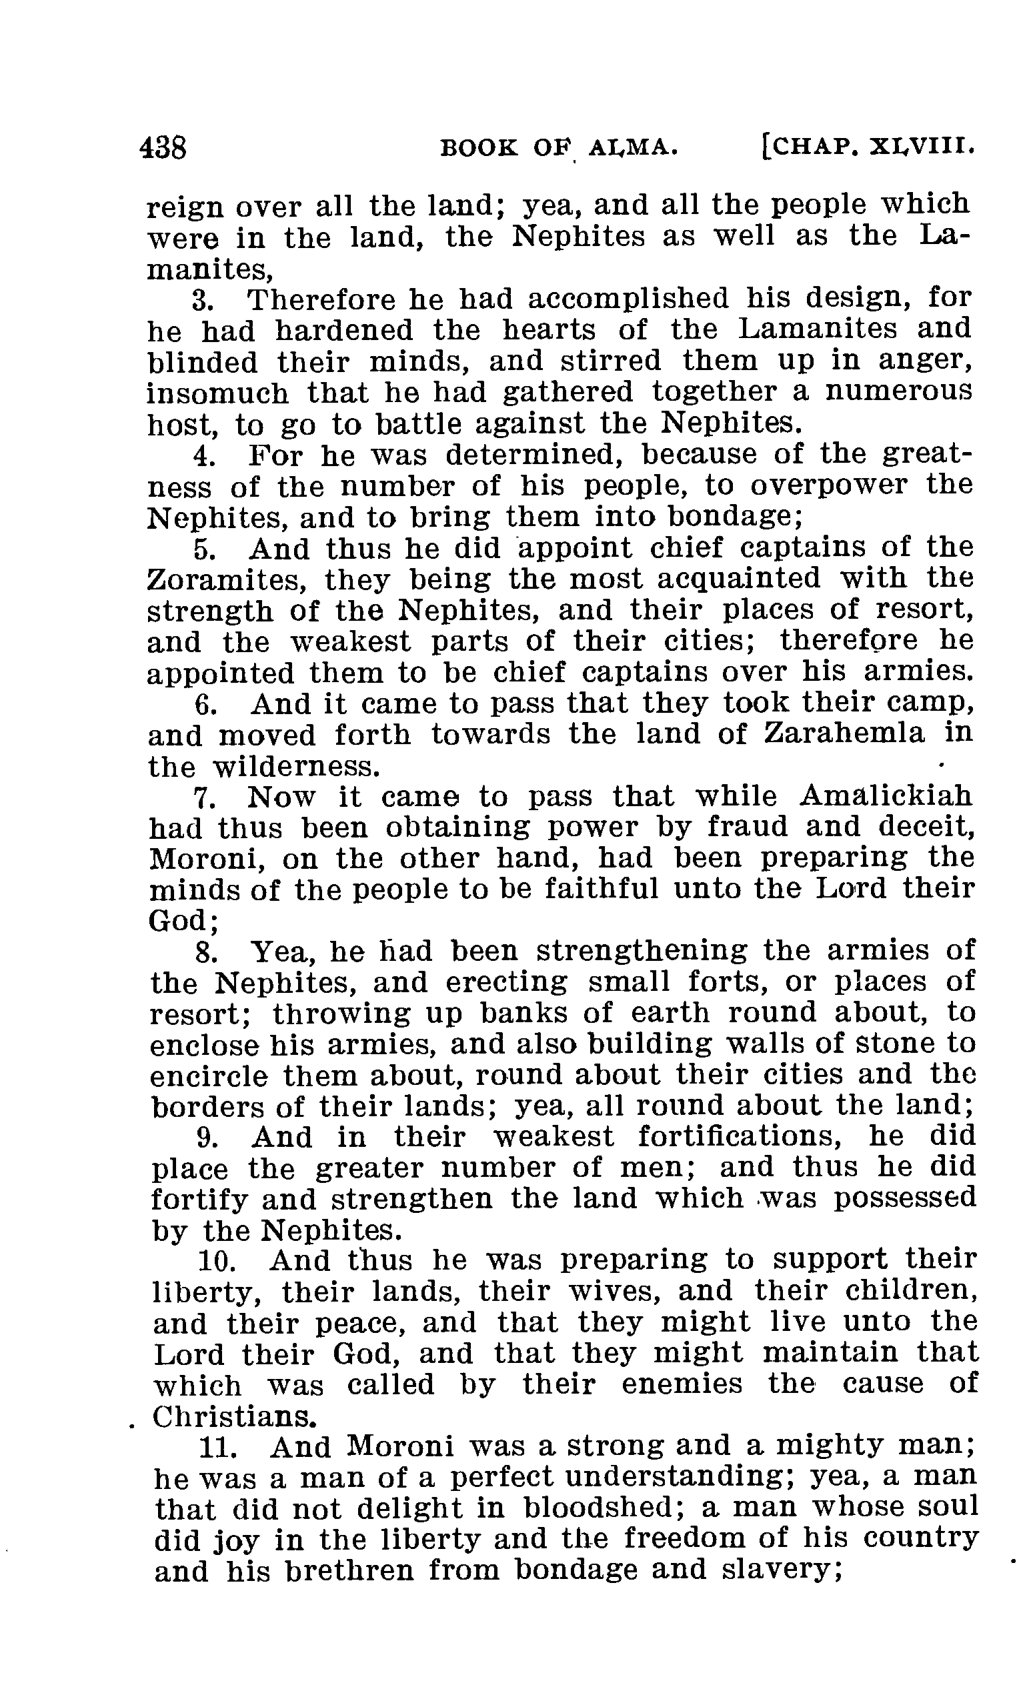 438 BOOK OF ALMA. [CHAP. XLVIII.
reign over all the land; yea, and all the people which
were in the land, the Nephites as well as the La-
manites,
3. Therefore he had accomplished his design, for
he had hardened the hearts of the Lamanites and
blinded their minds, and stirred them up in anger,
insomuch that he had gathered together a numerous
host, to go to battle against the Nephites.
4. For he was determined, because of the great-
ness of the number of his people, to overpower the
Nephites, and to bring them into bondage;
5. And thus he did appoint chief captains of the
Zoramites, they being the most acquainted with the
strength of the Nephites, and their places of resort,
and the weakest parts of their cities; therefore he
appointed them to be chief captains over his armies.
6. And it came to pass that they took their camp,
and moved forth towards the land of Zarahemla in
the wilderness.
7. Now it came to pass that while Amalickiah
had thus been obtaining power by fraud and deceit,
Moroni, on the other hand, had been preparing the
minds of the people to be faithful unto the Lord their
God;
8. Yea, he had been strengthening the armies of
the Nephites, and erecting small forts, or places of
resort; throwing up banks of earth round about, to
enclose his armies, and also building walls of stone to
encircle them about, round about their cities and the
borders of their lands; yea, all round about the land;
9. And in their weakest fortifications, he did
place the greater number of men; and thus he did
fortify and strengthen the land which was possessed
by the Nephites.
10. And thus he was preparing to support their
liberty, their lands, their wives, and their children,
and their peace, and that they might live unto the
Lord their God, and that they might maintain that
which was called by their enemies the cause of
Christians.
11. And Moroni was a strong and a mighty man;
he was a man of a perfect understanding; yea, a man
that did not delight in bloodshed; a man whose soul
did joy in the liberty and the freedom of his country
and his brethren from bondage and slavery;